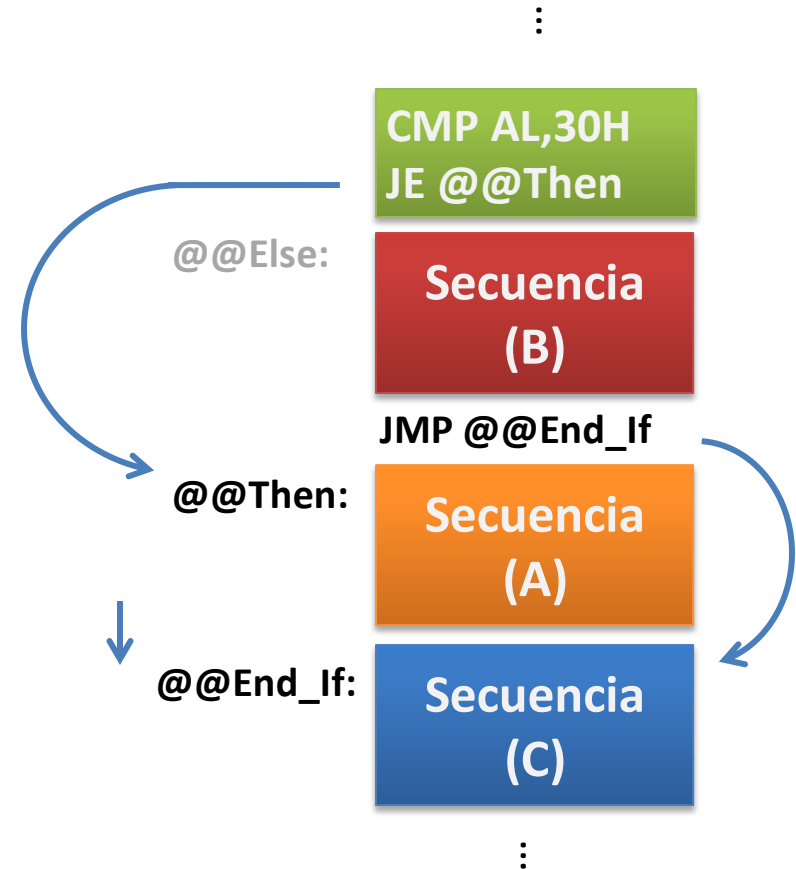 ⋮
CMP AL,30H
JE @@Then
@@Else:
Secuencia
(B)
JMP @@End_If
@@Then:
Secuencia
(A)
@@End_If:
Secuencia
(C)
⋮